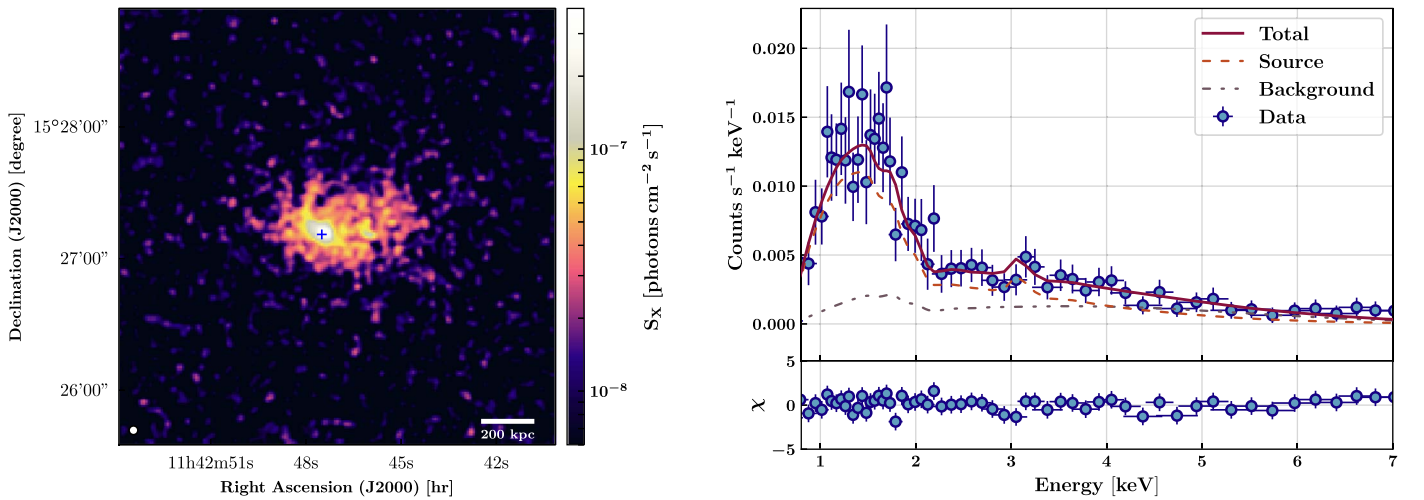 Declination (J2000) [degree]
15°28′00″
27′00″
26′00″
200 kpc
11h42m51s 48s 45s 42s
Right Ascension (J2000) [hr]
10⁻⁷
10⁻⁸
S_X [photons cm⁻² s⁻¹]
Counts s⁻¹ keV⁻¹
0.020
0.015
0.010
0.005
0.000
Total
Source
Background
Data
χ
5
0
−5
1 2 3 4 5 6 7
Energy [keV]